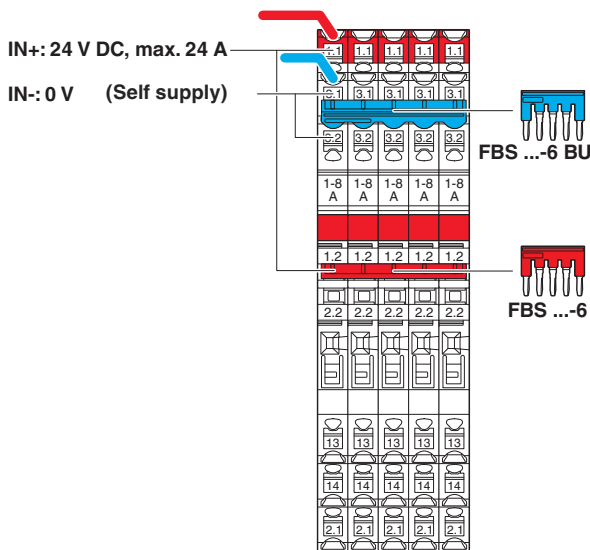 IN+: 24 V DC, max. 24 A
1.1 1.1 1.1 1.1 1.1
IN-: 0 V (Self supply)
3.1 3.1 3.1 3.1 3.1
3.2 3.2 3.2 3.2 3.2
FBS ...-6 BU
1-8 1-8 1-8 1-8 1-8
A A A A A
1.2 1.2 1.2 1.2 1.2
FBS ...-6
2.2 2.2 2.2 2.2 2.2
13 13 13 13 13
14 14 14 14 14
2.1 2.1 2.1 2.1 2.1